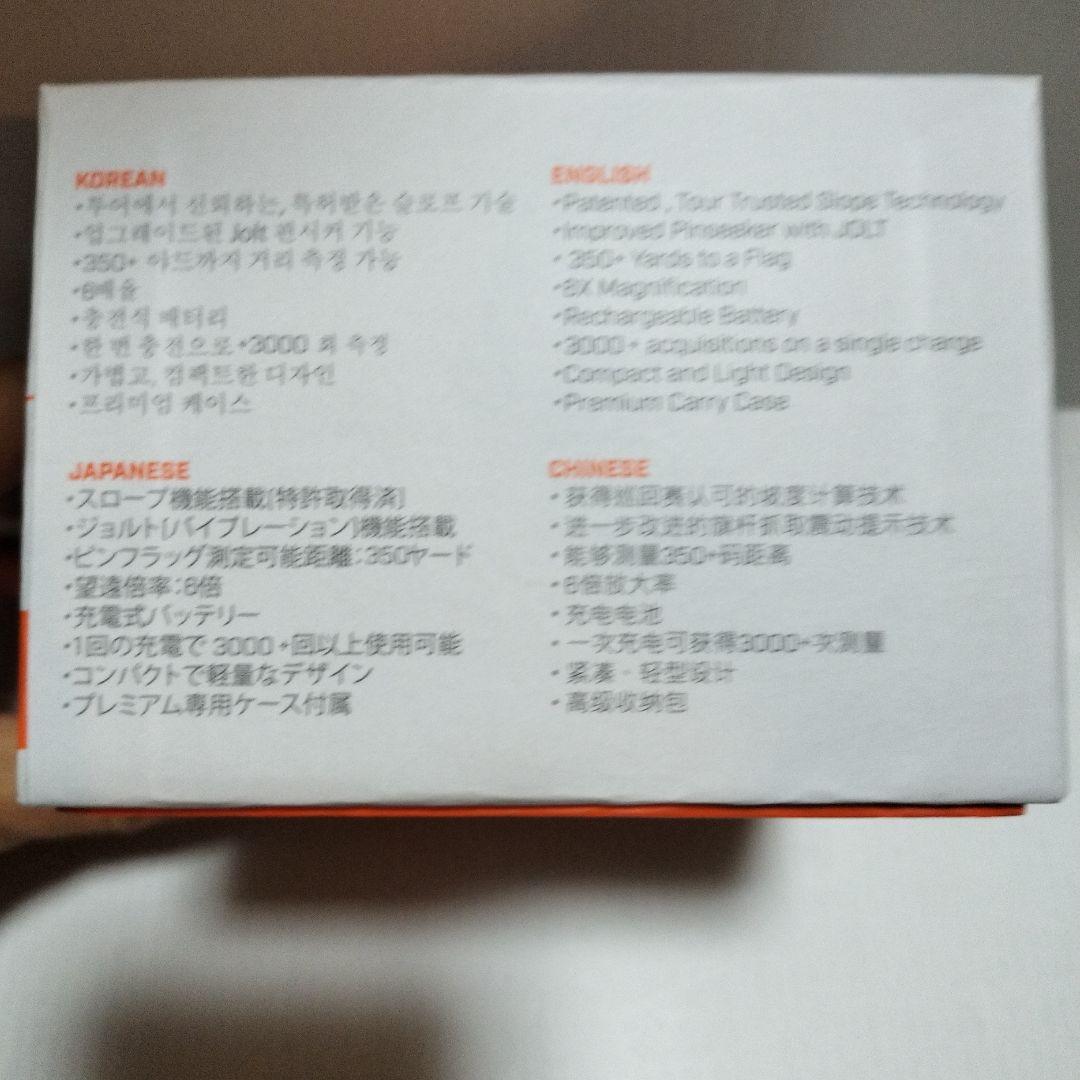 KOREAN
•투어에서 신뢰하는, 특허받은 슬로프 기술
•업그레이드된 Jolt 핀시커 기능
•350+ 야드까지 거리 측정 가능
•6배율
•충전식 배터리
•한 번 충전으로 +3000 회 측정
•가볍고, 컴팩트한 디자인
•프리미엄 케이스
ENGLISH
•Patented , Tour Trusted Slope Technology
•Improved Pinseeker with JOLT
• 350+ Yards to a Flag
•6X Magnification
•Rechargeable Battery
•3000+ acquisitions on a single charge
•Compact and Light Design
•Premium Carry Case
JAPANESE
•スロープ機能搭載(特許取得済)
•ジョルト(バイブレーション)機能搭載
•ピンフラッグ測定可能距離:350ヤード
•望遠倍率:6倍
•充電式バッテリー
•1回の充電で 3000 +回以上使用可能
•コンパクトで軽量なデザイン
•プレミアム専用ケース付属
CHINESE
• 获得巡回赛认可的坡度计算技术
• 进一步改进的旗杆抓取震动提示技术
• 能够测量350+码距离
• 6倍放大率
• 充电电池
• 一次充电可获得3000+次测量
• 紧凑、轻型设计
• 高级收纳包